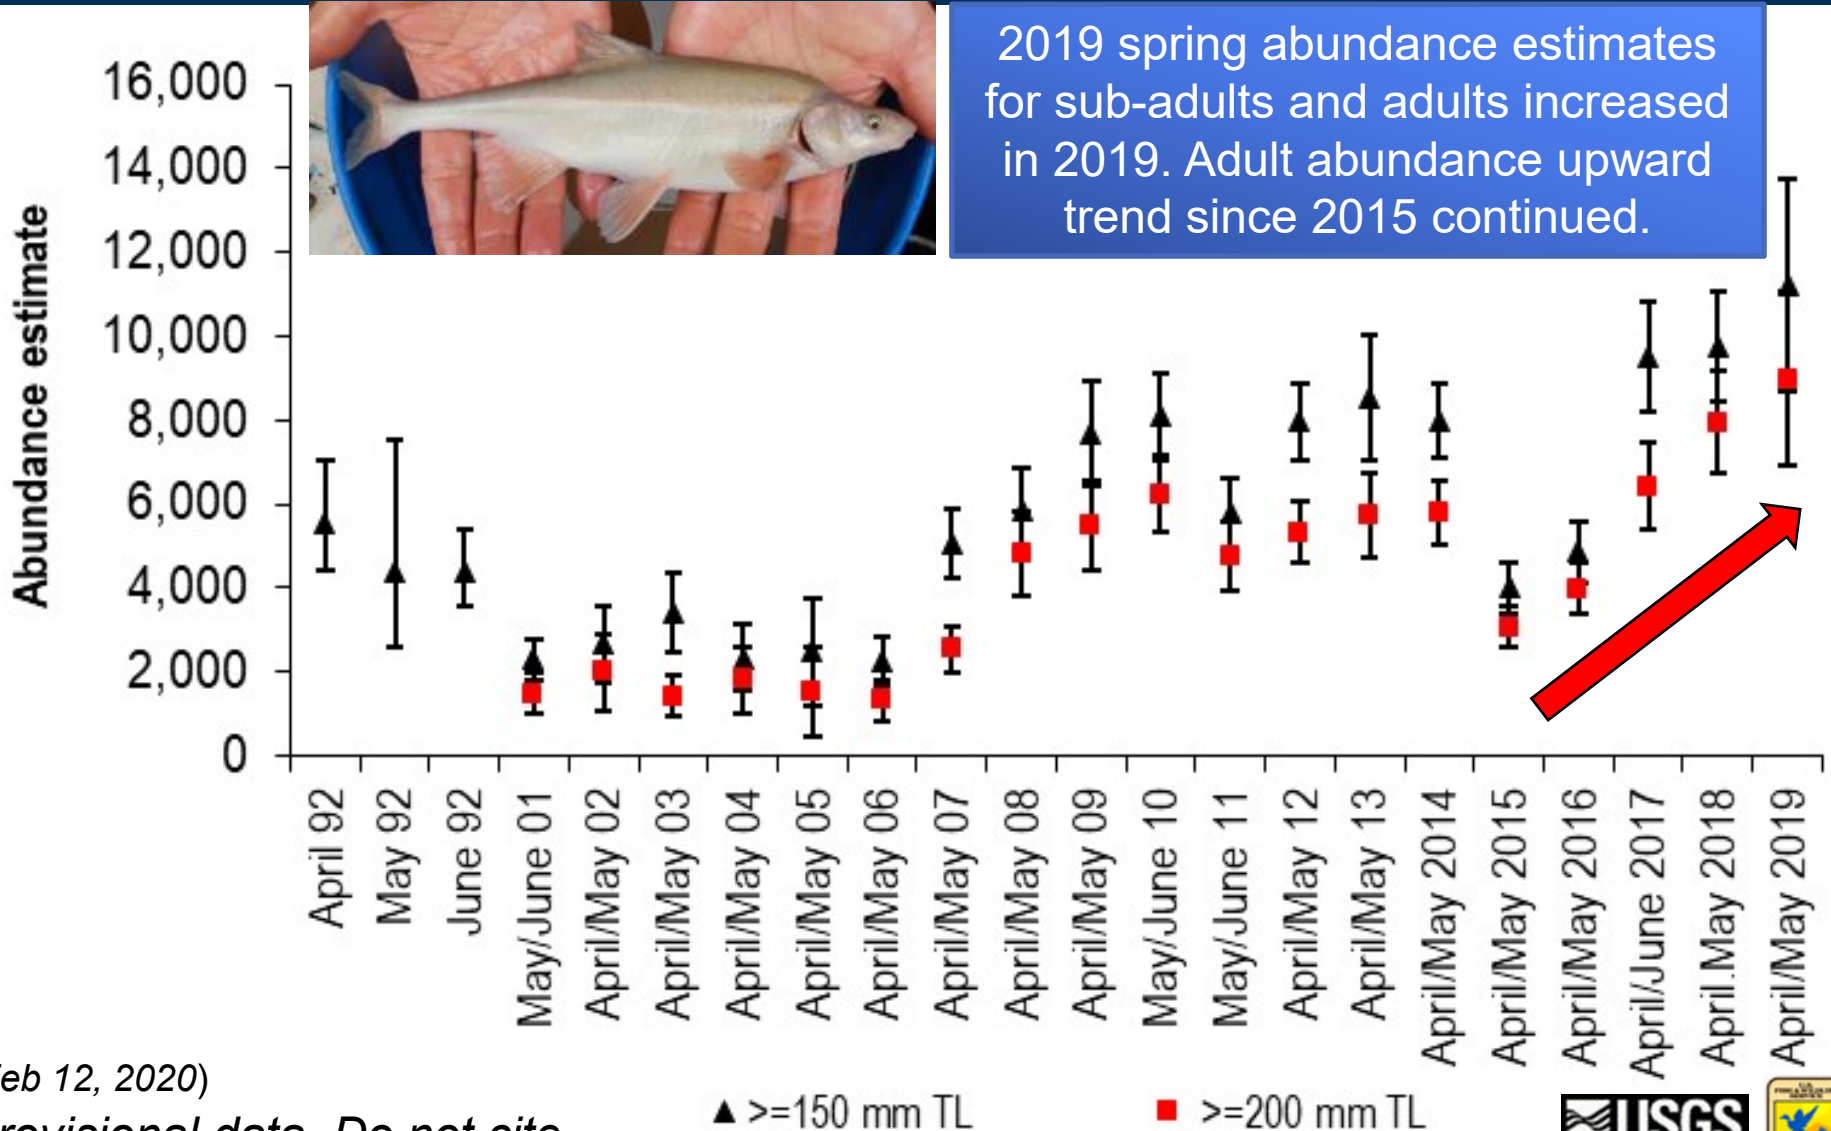 2019 spring abundance estimates
for sub-adults and adults increased
in 2019. Adult abundance upward
trend since 2015 continued.
Abundance estimate
16,000
14,000
12,000
10,000
8,000
6,000
4,000
2,000
0
April 92
May 92
June 92
May/June 01
April/May 02
April/May 03
April/May 04
April/May 05
April/May 06
April/May 07
April/May 08
April/May 09
May/June 10
May/June 11
April/May 12
April/May 13
April/May 2014
April/May 2015
April/May 2016
April/June 2017
April.May 2018
April/May 2019
eb 12, 2020)
rovisional data. Do not cite
>=150 mm TL
>=200 mm TL
USGS